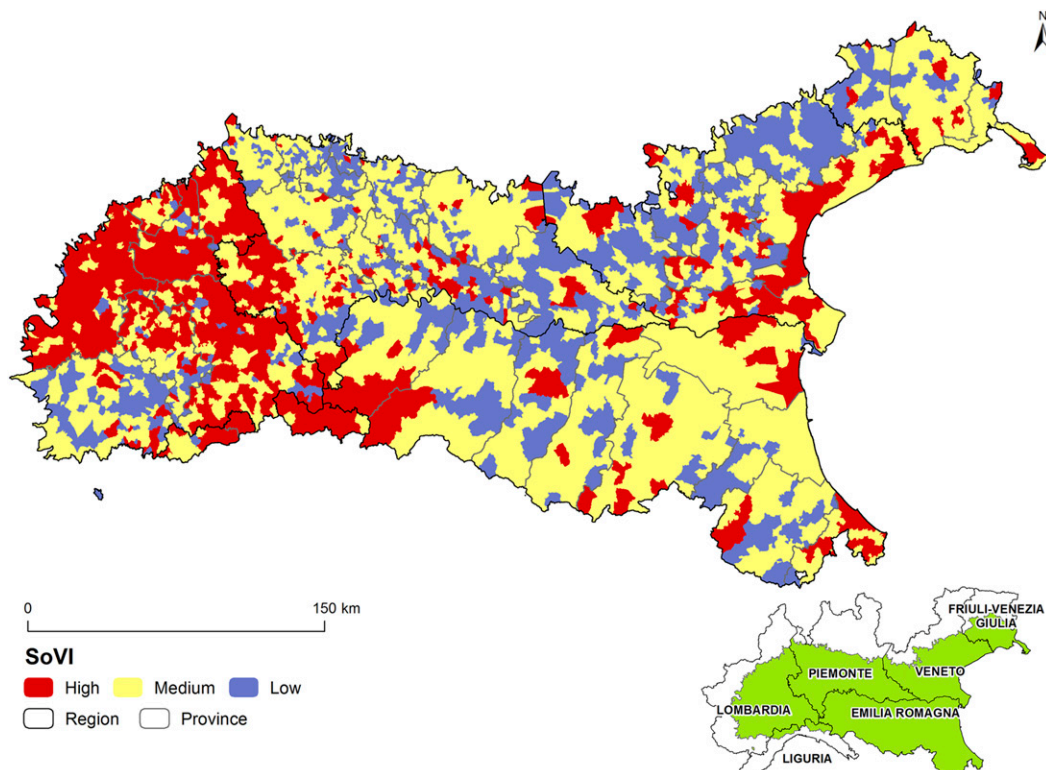 N
0 150 km
SoVI
High Medium Low
Region Province
FRIULI-VENEZIA
GIULIA
PIEMONTE VENETO
LOMBARDIA EMILIA ROMAGNA
LIGURIA